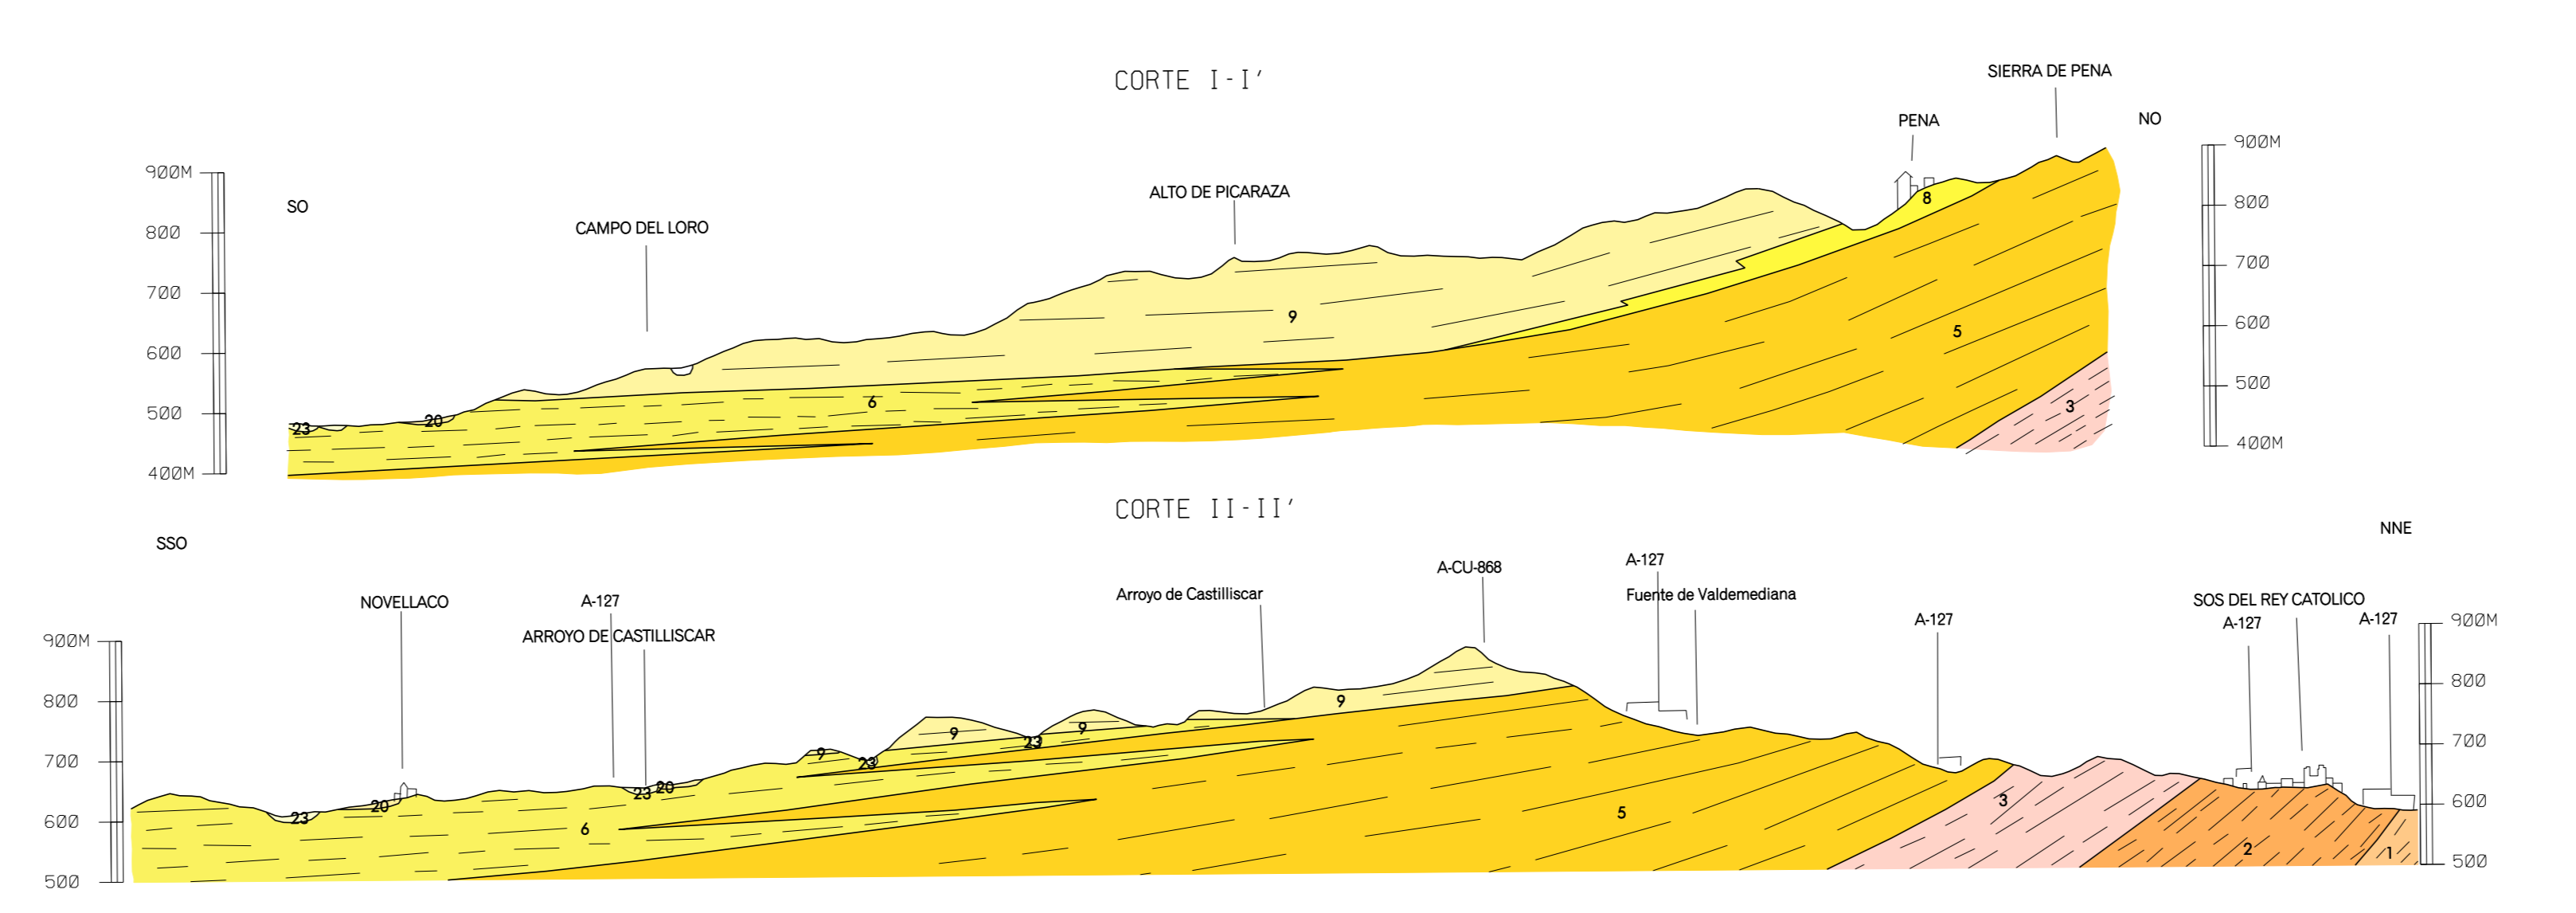 CORTE I-I'
SIERRA DE PENA
PENA
NO
900M
900M
ALTO DE PICARAZA
SO
8
800
CAMPO DEL LORO
800
700
700
9
600
5
600
6
500
3
500
23
20
400M
400M
CORTE II-II'
SSO
NNE
A-127
A-CU-868
Arroyo de Castilliscar
Fuente de Valdemediana
NOVELLACO
A-127
SOS DEL REY CATOLICO
A-127
A-127
A-127
ARROYO DE CASTILLISCAR
900M
900M
800
9
800
9
9
23
700
9
23
700
23
20
20
23
600
3
600
5
6
2
1
500
500